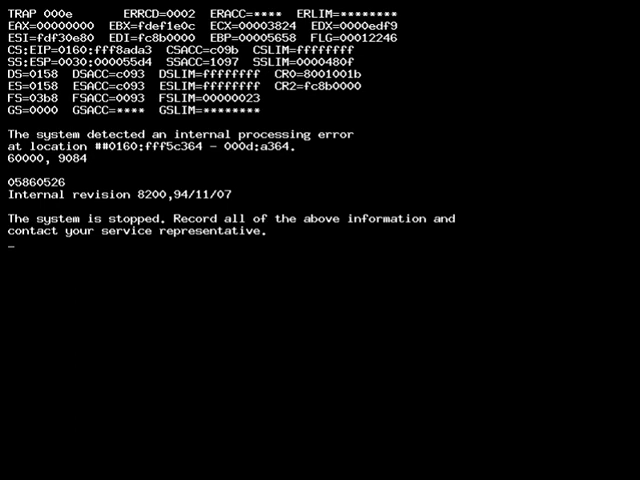 TRAP 000e       ERRCD=0002  ERACC=****  ERLIM=********
EAX=00000000  EBX=fdef1e0c  ECX=00003824  EDX=0000edf9
ESI=fdf30e80  EDI=fc8b0000  EBP=00005658  FLG=00012246
CS:EIP=0160:fff8ada3  CSACC=c09b  CSLIM=ffffffff
SS:ESP=0030:000055d4  SSACC=1097  SSLIM=0000480f
DS=0158  DSACC=c093  DSLIM=ffffffff  CR0=8001001b
ES=0158  ESACC=c093  ESLIM=ffffffff  CR2=fc8b0000
FS=03b8  FSACC=0093  FSLIM=00000023
GS=0000  GSACC=****  GSLIM=********
The system detected an internal processing error
at location ##0160:fff5c364 - 000d:a364.
60000, 9084
05860526
Internal revision 8200,94/11/07
The system is stopped. Record all of the above information and
contact your service representative.
_